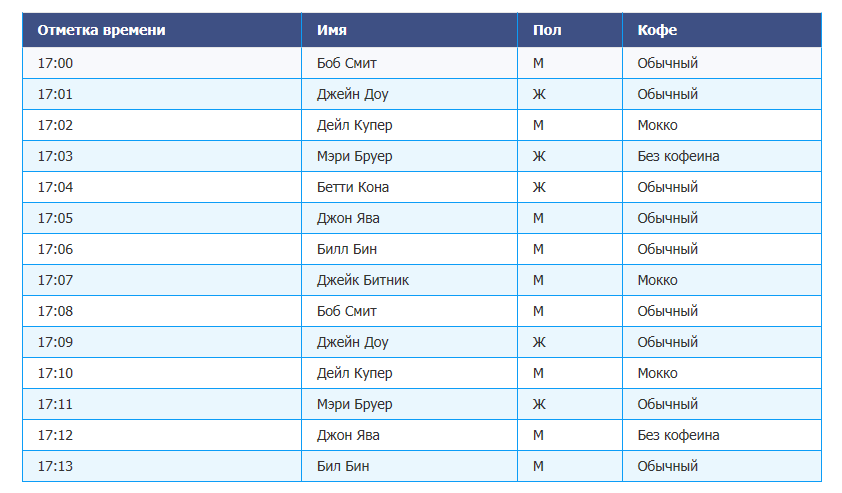 Отметка времени Имя Пол Кофе
17:00 Боб Смит М Обычный
17:01 Джейн Доу Ж Обычный
17:02 Дейл Купер М Мокко
17:03 Мэри Бруер Ж Без кофеина
17:04 Бетти Кона Ж Обычный
17:05 Джон Ява М Обычный
17:06 Билл Бин М Обычный
17:07 Джейк Битник М Мокко
17:08 Боб Смит М Обычный
17:09 Джейн Доу Ж Обычный
17:10 Дейл Купер М Мокко
17:11 Мэри Бруер Ж Обычный
17:12 Джон Ява М Без кофеина
17:13 Бил Бин М Обычный